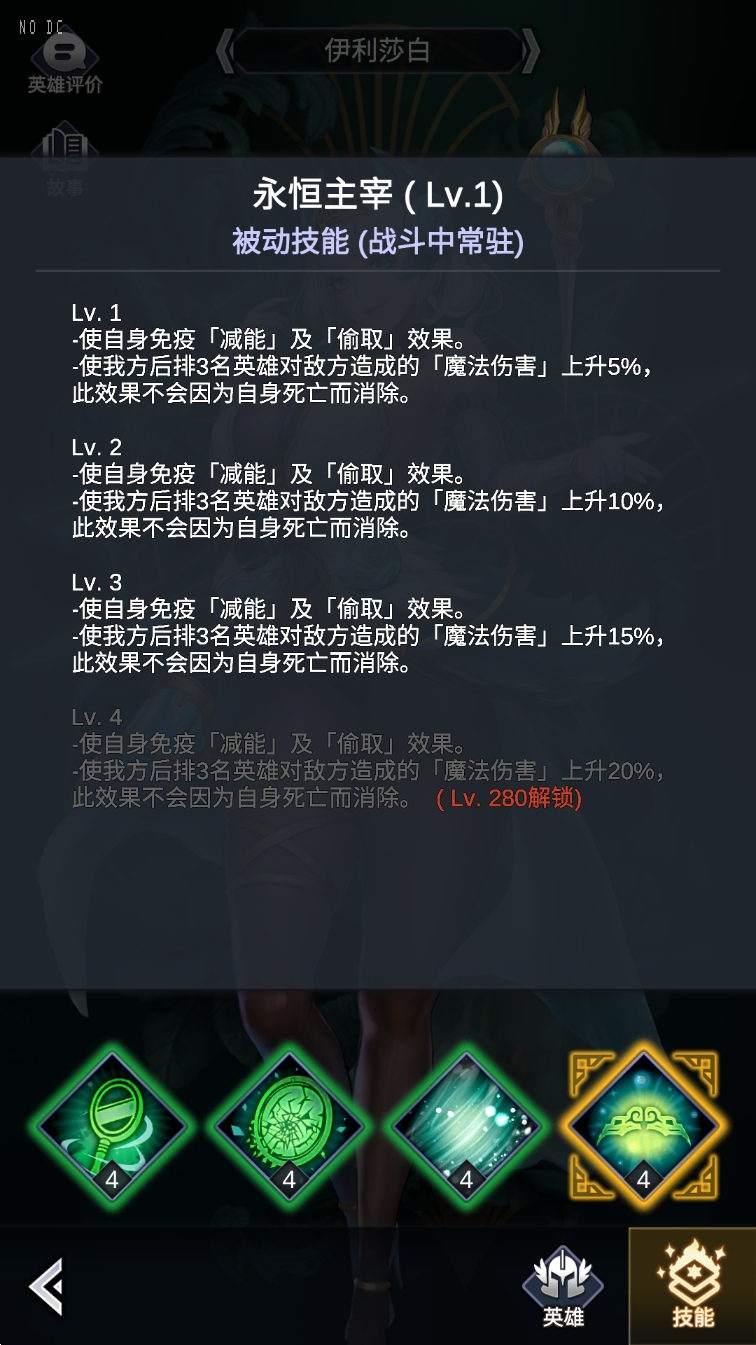 NO DC
伊利莎白
英雄评价
故事
永恒主宰 ( Lv.1)
被动技能 (战斗中常驻)
Lv. 1
-使自身免疫「减能」及「偷取」效果。
-使我方后排3名英雄对敌方造成的「魔法伤害」上升5%，
此效果不会因为自身死亡而消除。
Lv. 2
-使自身免疫「减能」及「偷取」效果。
-使我方后排3名英雄对敌方造成的「魔法伤害」上升10%，
此效果不会因为自身死亡而消除。
Lv. 3
-使自身免疫「减能」及「偷取」效果。
-使我方后排3名英雄对敌方造成的「魔法伤害」上升15%，
此效果不会因为自身死亡而消除。
Lv. 4
-使自身免疫「减能」及「偷取」效果。
-使我方后排3名英雄对敌方造成的「魔法伤害」上升20%，
此效果不会因为自身死亡而消除。 ( Lv. 280解锁)
4
4
4
4
英雄
技能